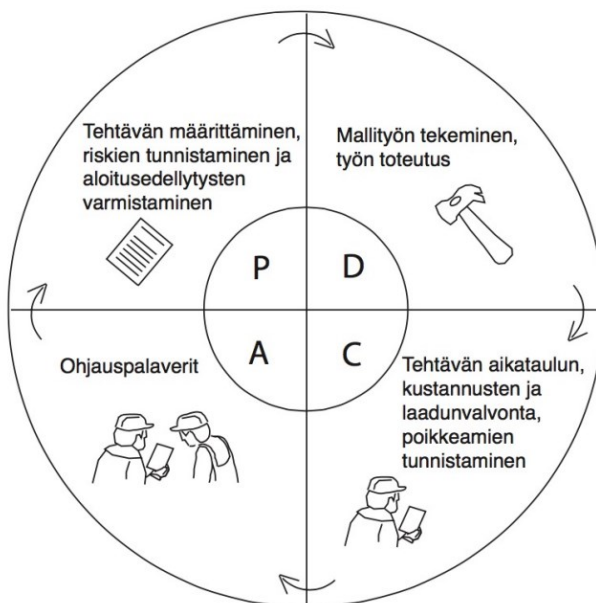 Tehtävän määrittäminen,
riskien tunnistaminen ja
aloitusedellytysten
varmistaminen
Mallityön tekeminen,
työn toteutus
P
D
A
C
Ohjauspalaverit
Tehtävän aikataulun,
kustannusten ja
laadunvalvonta,
poikkeamien
tunnistaminen